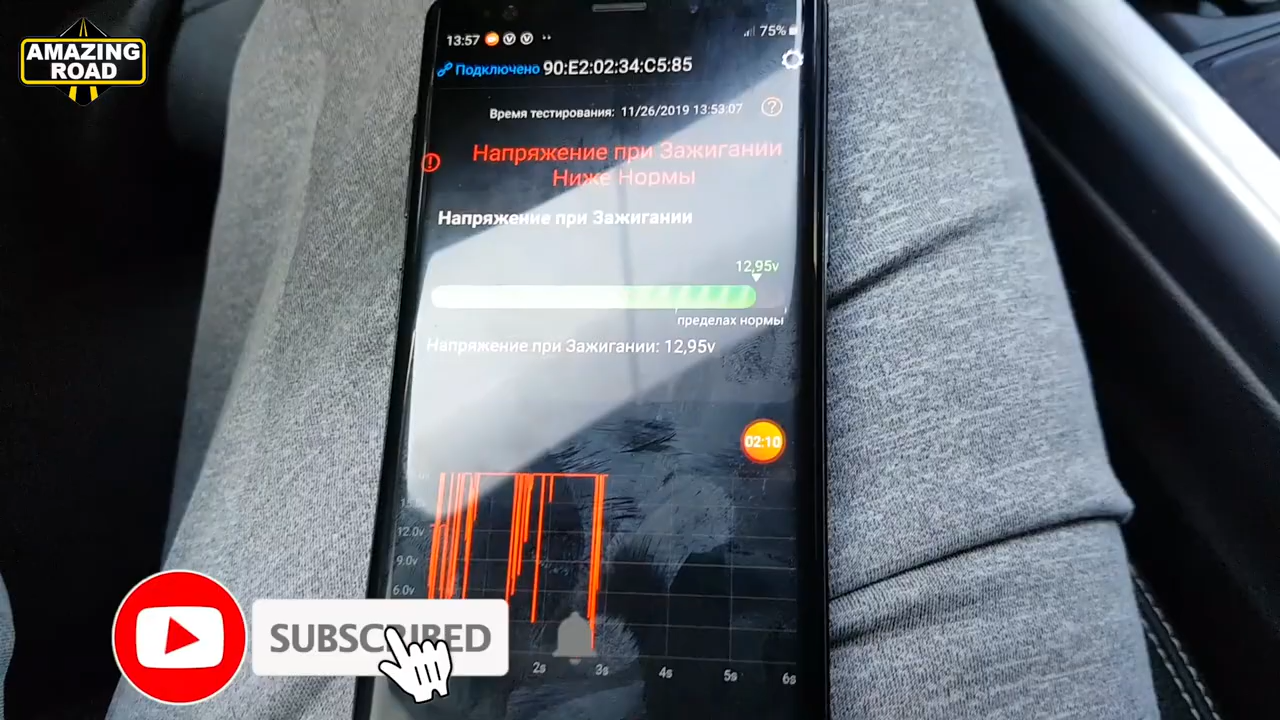 AMAZING
ROAD
13:57
75%
Подключено 90:E2:02:34:C5:85
Время тестирования: 11/26/2019 13:53:07
Напряжение при Зажигании
Ниже Нормы
Напряжение при Зажигании
12,95v
пределах нормы
Напряжение при Зажигании: 12,95v
02:10
12.0v
9.0v
6.0v
2s 3s 4s 5s 6s
SUBSCRIBED